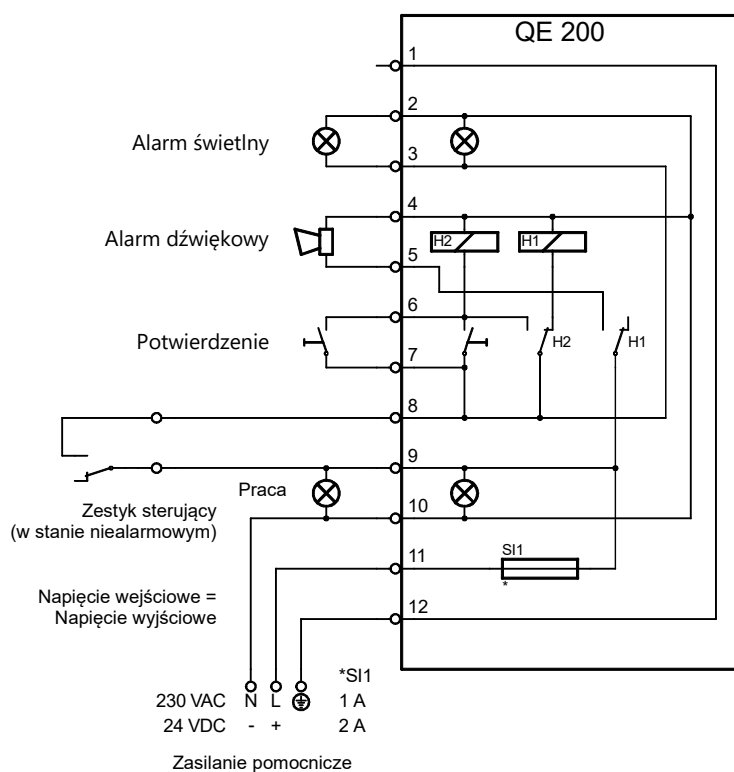 QE 200
1
2
Alarm świetlny
3
4
Alarm dźwiękowy
H2
H1
5
6
Potwierdzenie
H2
H1
7
8
9
Praca
Zestyk sterujący
(w stanie niealarmowym)
10
11
SI1
*
Napięcie wejściowe =
Napięcie wyjściowe
12
*SI1
230 VAC N L 1 A
24 VDC - + 2 A
Zasilanie pomocnicze